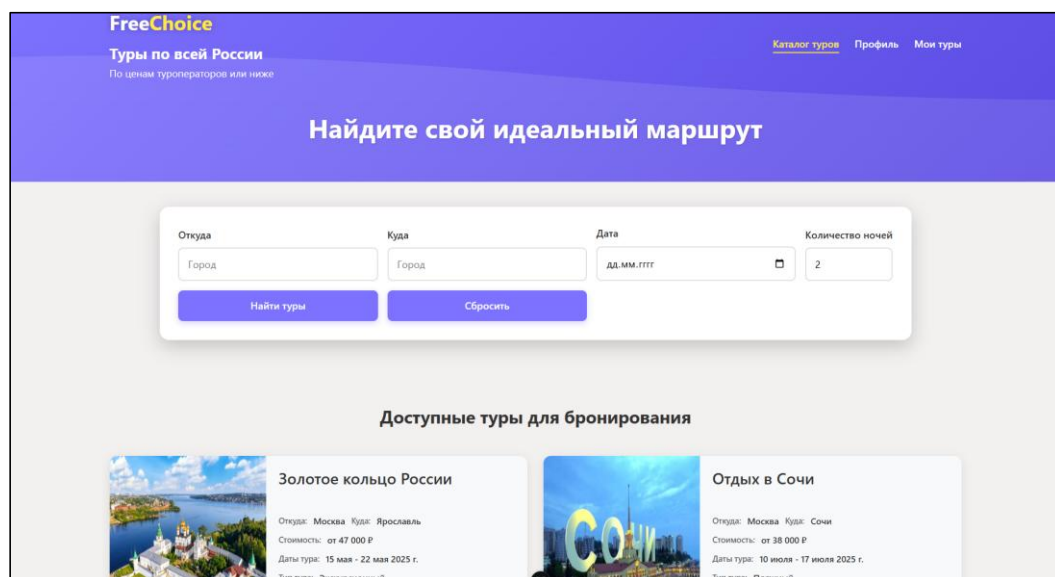 FreeChoice
Туры по всей России
По ценам туроператоров или ниже
Каталог туров Профиль Мои туры
Найдите свой идеальный маршрут
Откуда
Город
Куда
Город
Дата
дд.мм.гггг
Количество ночей
2
Найти туры
Сбросить
Доступные туры для бронирования
Золотое кольцо России
Откуда: Москва Куда: Ярославль
Стоимость: от 47 000 ₽
Даты тура: 15 мая - 22 мая 2025 г.
СОЧИ
Отдых в Сочи
Откуда: Москва Куда: Сочи
Стоимость: от 38 000 ₽
Даты тура: 10 июля - 17 июля 2025 г.